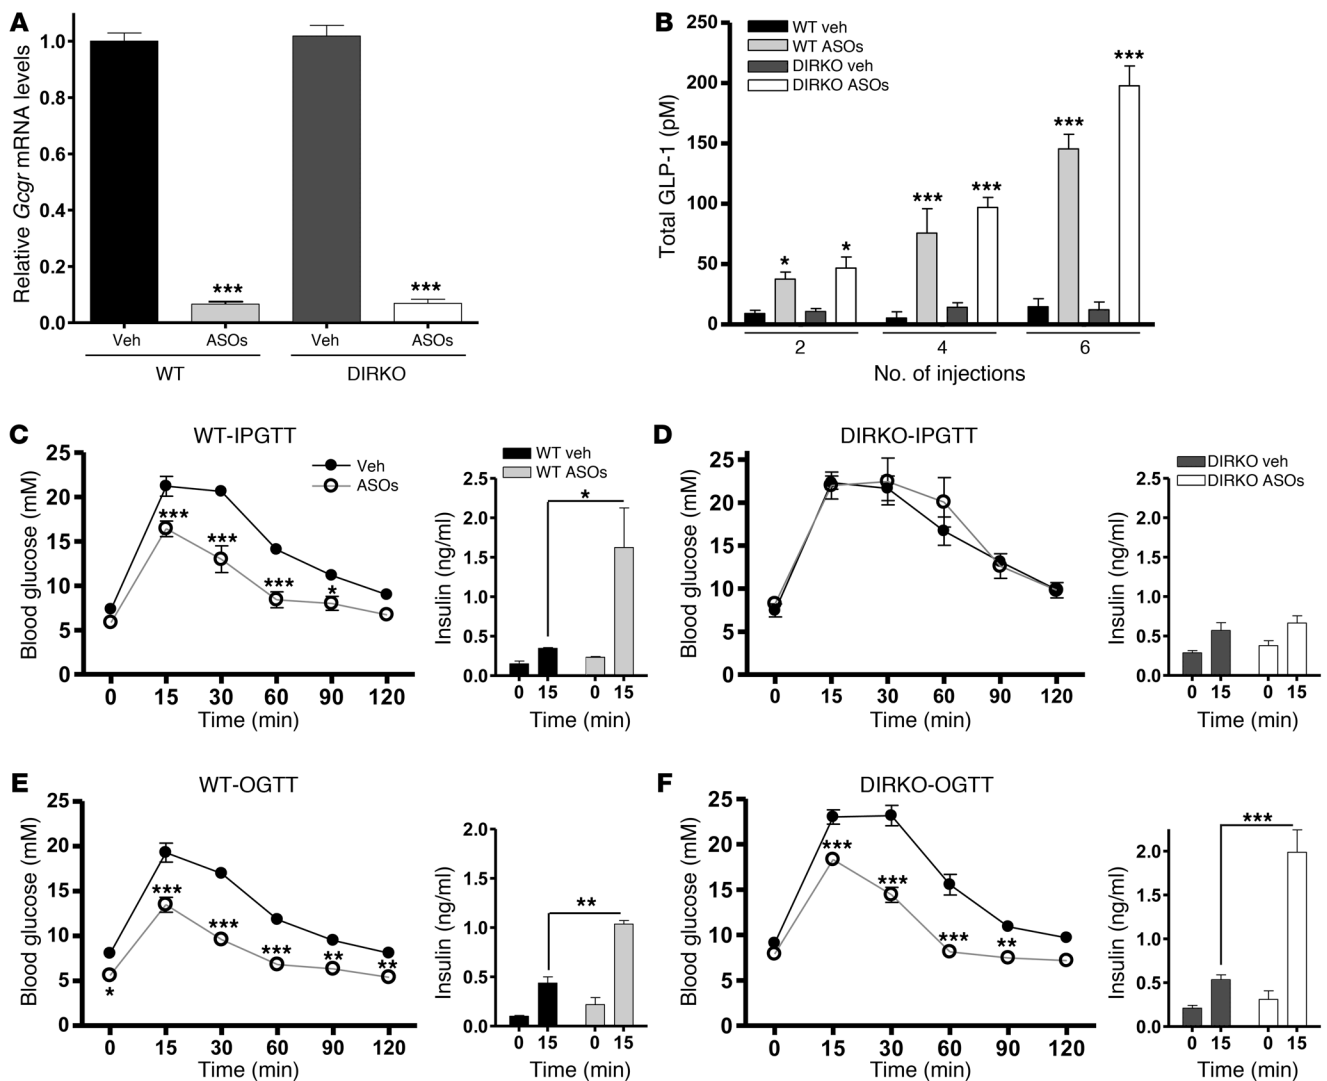 A
Relative Gcgr mRNA levels
1.0
0.8
0.6
0.4
0.2
0.0
***
***
Veh
ASOs
Veh
ASOs
WT
DIRKO
B
Total GLP-1 (pM)
250
200
150
100
50
0
WT veh
WT ASOs
DIRKO veh
DIRKO ASOs
*
*
***
***
***
***
2
4
6
No. of injections
C
WT-IPGTT
Blood glucose (mM)
25
20
15
10
5
0
Veh
ASOs
***
***
***
*
0 15 30 60 90 120
Time (min)
WT veh
WT ASOs
Insulin (ng/ml)
2.5
2.0
1.5
1.0
0.5
0.0
*
0 15 0 15
Time (min)
D
DIRKO-IPGTT
Blood glucose (mM)
25
20
15
10
5
0
0 15 30 60 90 120
Time (min)
DIRKO veh
DIRKO ASOs
Insulin (ng/ml)
2.5
2.0
1.5
1.0
0.5
0.0
0 15 0 15
Time (min)
E
WT-OGTT
Blood glucose (mM)
25
20
15
10
5
0
*
***
***
***
**
**
0 15 30 60 90 120
Time (min)
Insulin (ng/ml)
2.0
1.5
1.0
0.5
0.0
**
0 15 0 15
Time (min)
F
DIRKO-OGTT
Blood glucose (mM)
25
20
15
10
5
0
***
***
***
**
0 15 30 60 90 120
Time (min)
Insulin (ng/ml)
2.0
1.5
1.0
0.5
0.0
***
0 15 0 15
Time (min)